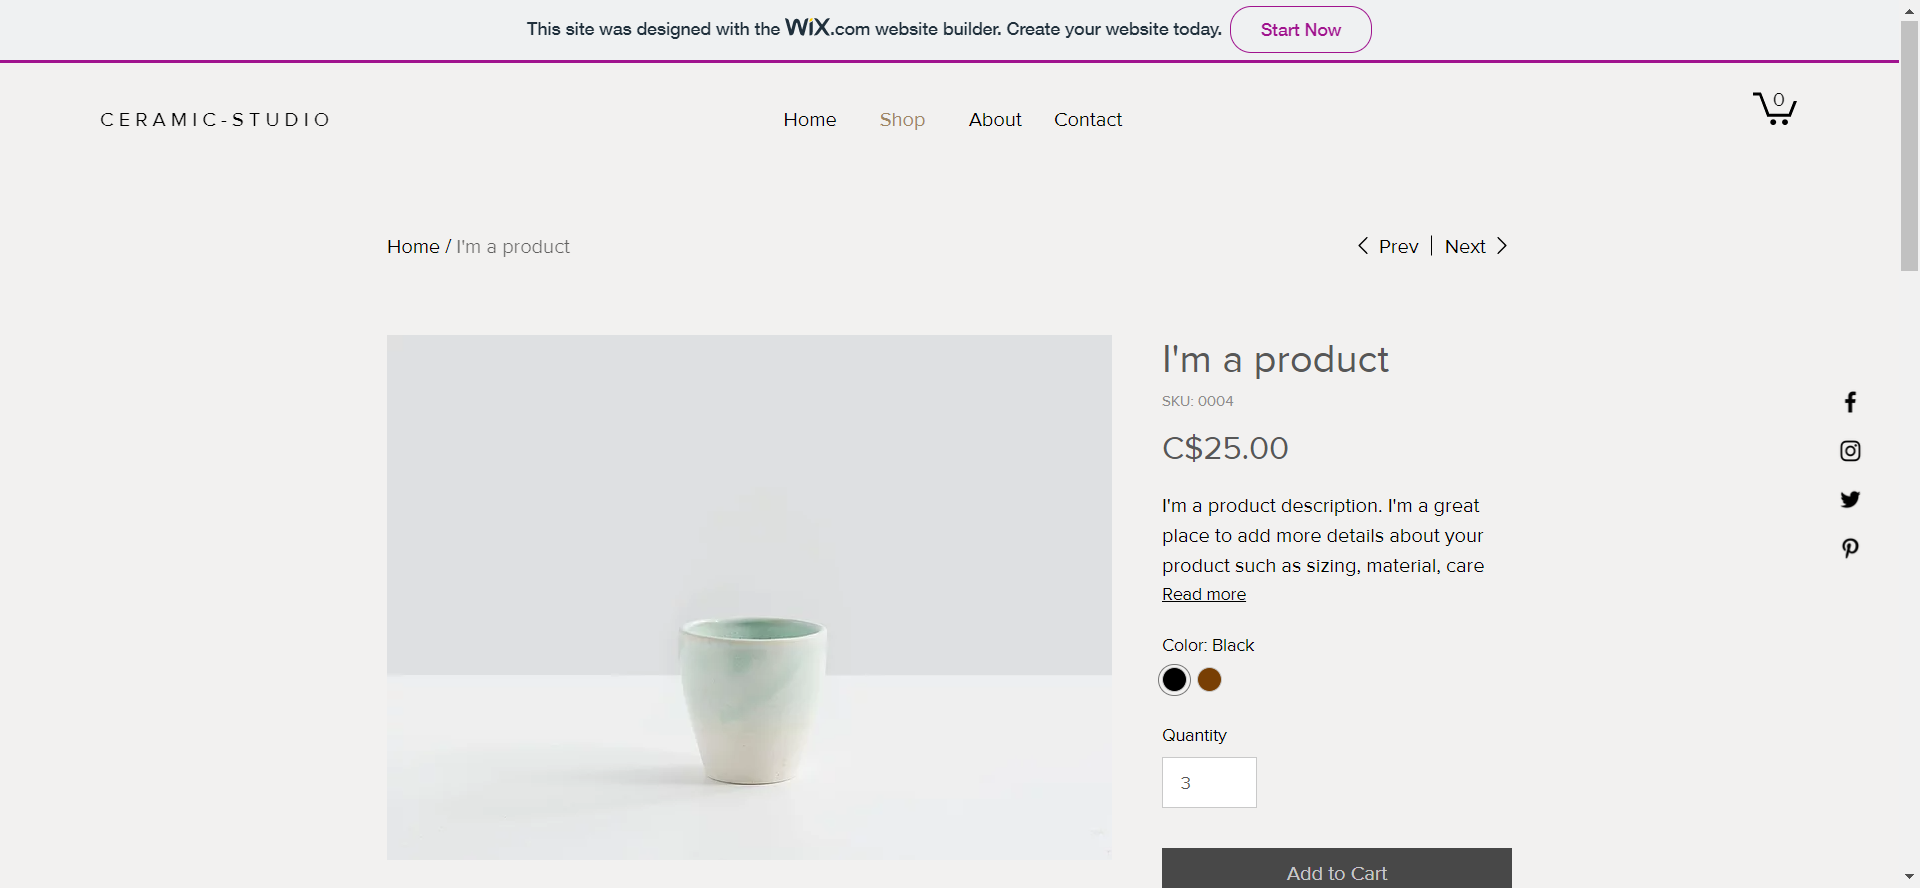 This site was designed with the WiX.com website builder. Create your website today. Start Now
CERAMIC-STUDIO
Home Shop About Contact
0
Home / I'm a product
Prev | Next
I'm a product
SKU: 0004
C$25.00
I'm a product description. I'm a great
place to add more details about your
product such as sizing, material, care
Read more
Color: Black
Quantity
3
Add to Cart